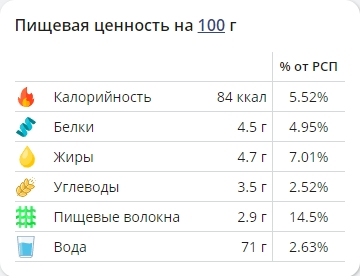 Пищевая ценность на 100 г
% от РСП
Калорийность 84 ккал 5.52%
Белки 4.5 г 4.95%
Жиры 4.7 г 7.01%
Углеводы 3.5 г 2.52%
Пищевые волокна 2.9 г 14.5%
Вода 71 г 2.63%